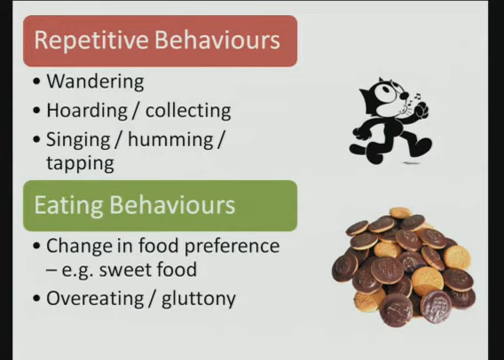 Repetitive Behaviours
• Wandering
• Hoarding / collecting
• Singing / humming /
tapping
Eating Behaviours
• Change in food preference
– e.g. sweet food
• Overeating / gluttony